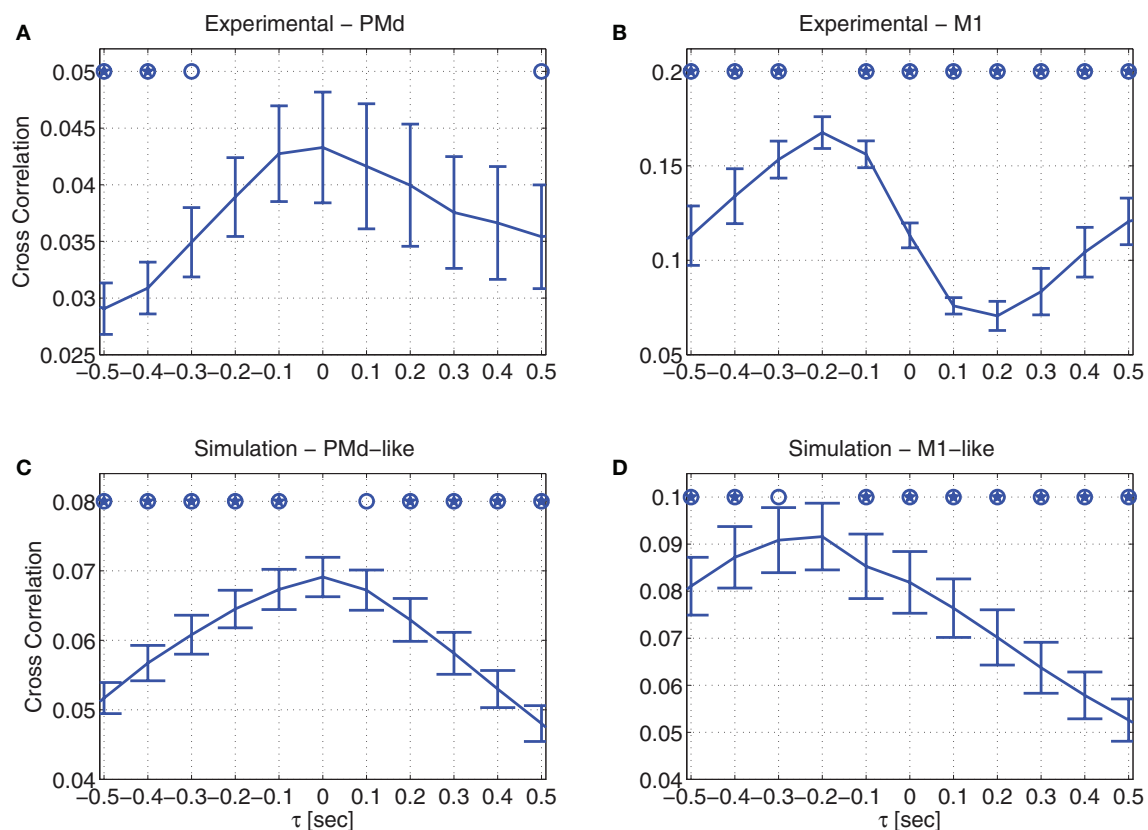 A
Experimental – PMd
Cross Correlation
0.05
0.045
0.04
0.035
0.03
0.025
−0.5−0.4−0.3−0.2−0.1 0 0.1 0.2 0.3 0.4 0.5
B
Experimental – M1
0.2
0.15
0.1
0.05
−0.5−0.4−0.3−0.2−0.1 0 0.1 0.2 0.3 0.4 0.5
C
Simulation – PMd–like
Cross Correlation
0.08
0.07
0.06
0.05
0.04
−0.5−0.4−0.3−0.2−0.1 0 0.1 0.2 0.3 0.4 0.5
τ [sec]
D
Simulation – M1–like
0.1
0.09
0.08
0.07
0.06
0.05
0.04
−0.5−0.4−0.3−0.2−0.1 0 0.1 0.2 0.3 0.4 0.5
τ [sec]